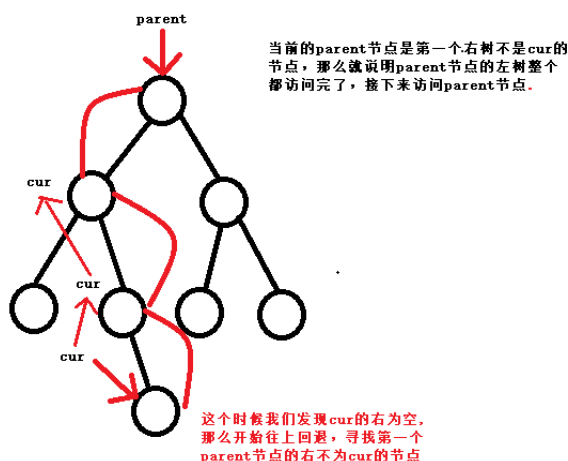 parent
当前的parent节点是第一个右树不是cur的
节点，那么就说明parent节点的左树整个
都访问完了，接下来访问parent节点.
cur
cur
cur
这个时候我们发现cur的右为空,
那么开始往上回退，寻找第一个
parent节点的右不为cur的节点